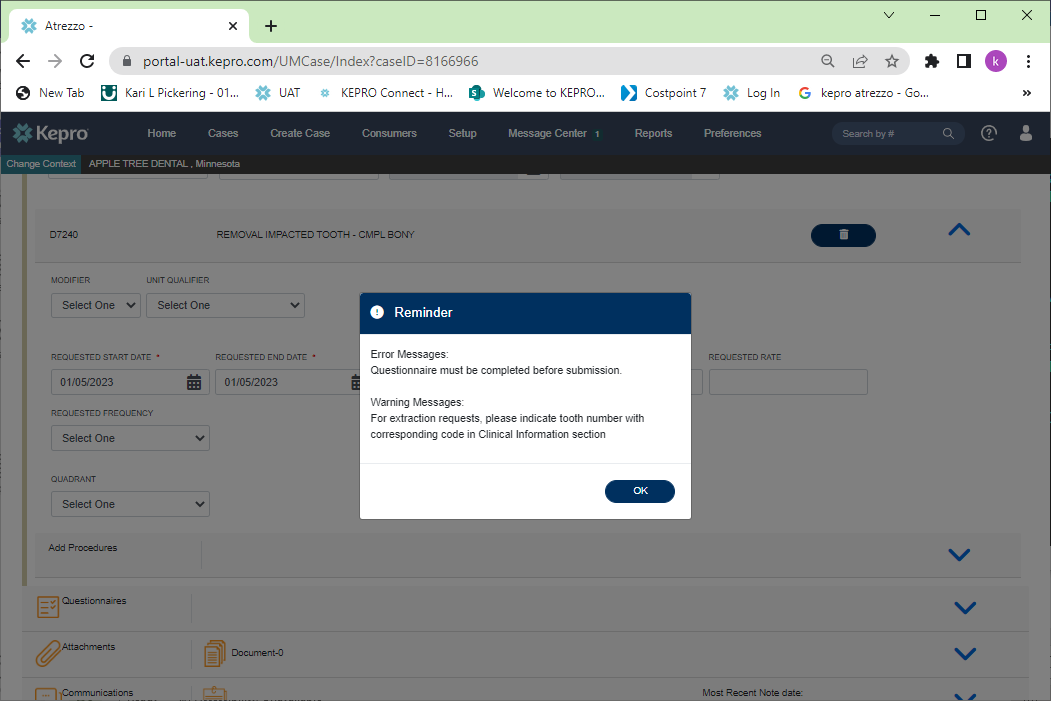 Atrezzo -
portal-uat.kepro.com/UMCase/Index?caseID=8166966
k
New Tab
Kari L Pickering - 01...
UAT
KEPRO Connect - H...
Welcome to KEPRO...
Costpoint 7
Log In
kepro atrezzo - Go...
»
Kepro
Home
Cases
Create Case
Consumers
Setup
Message Center 1
Reports
Preferences
Search by #
Change Context
APPLE TREE DENTAL , Minnesota
D7240
REMOVAL IMPACTED TOOTH - CMPL BONY
MODIFIER
UNIT QUALIFIER
Select One
Select One
Reminder
Error Messages:
Questionnaire must be completed before submission.
Warning Messages:
For extraction requests, please indicate tooth number with
corresponding code in Clinical Information section
OK
REQUESTED START DATE *
REQUESTED END DATE *
REQUESTED RATE
01/05/2023
01/05/2023
REQUESTED FREQUENCY
Select One
QUADRANT
Select One
Add Procedures
Questionnaires
Attachments
Document-0
Communications
Most Recent Note date: